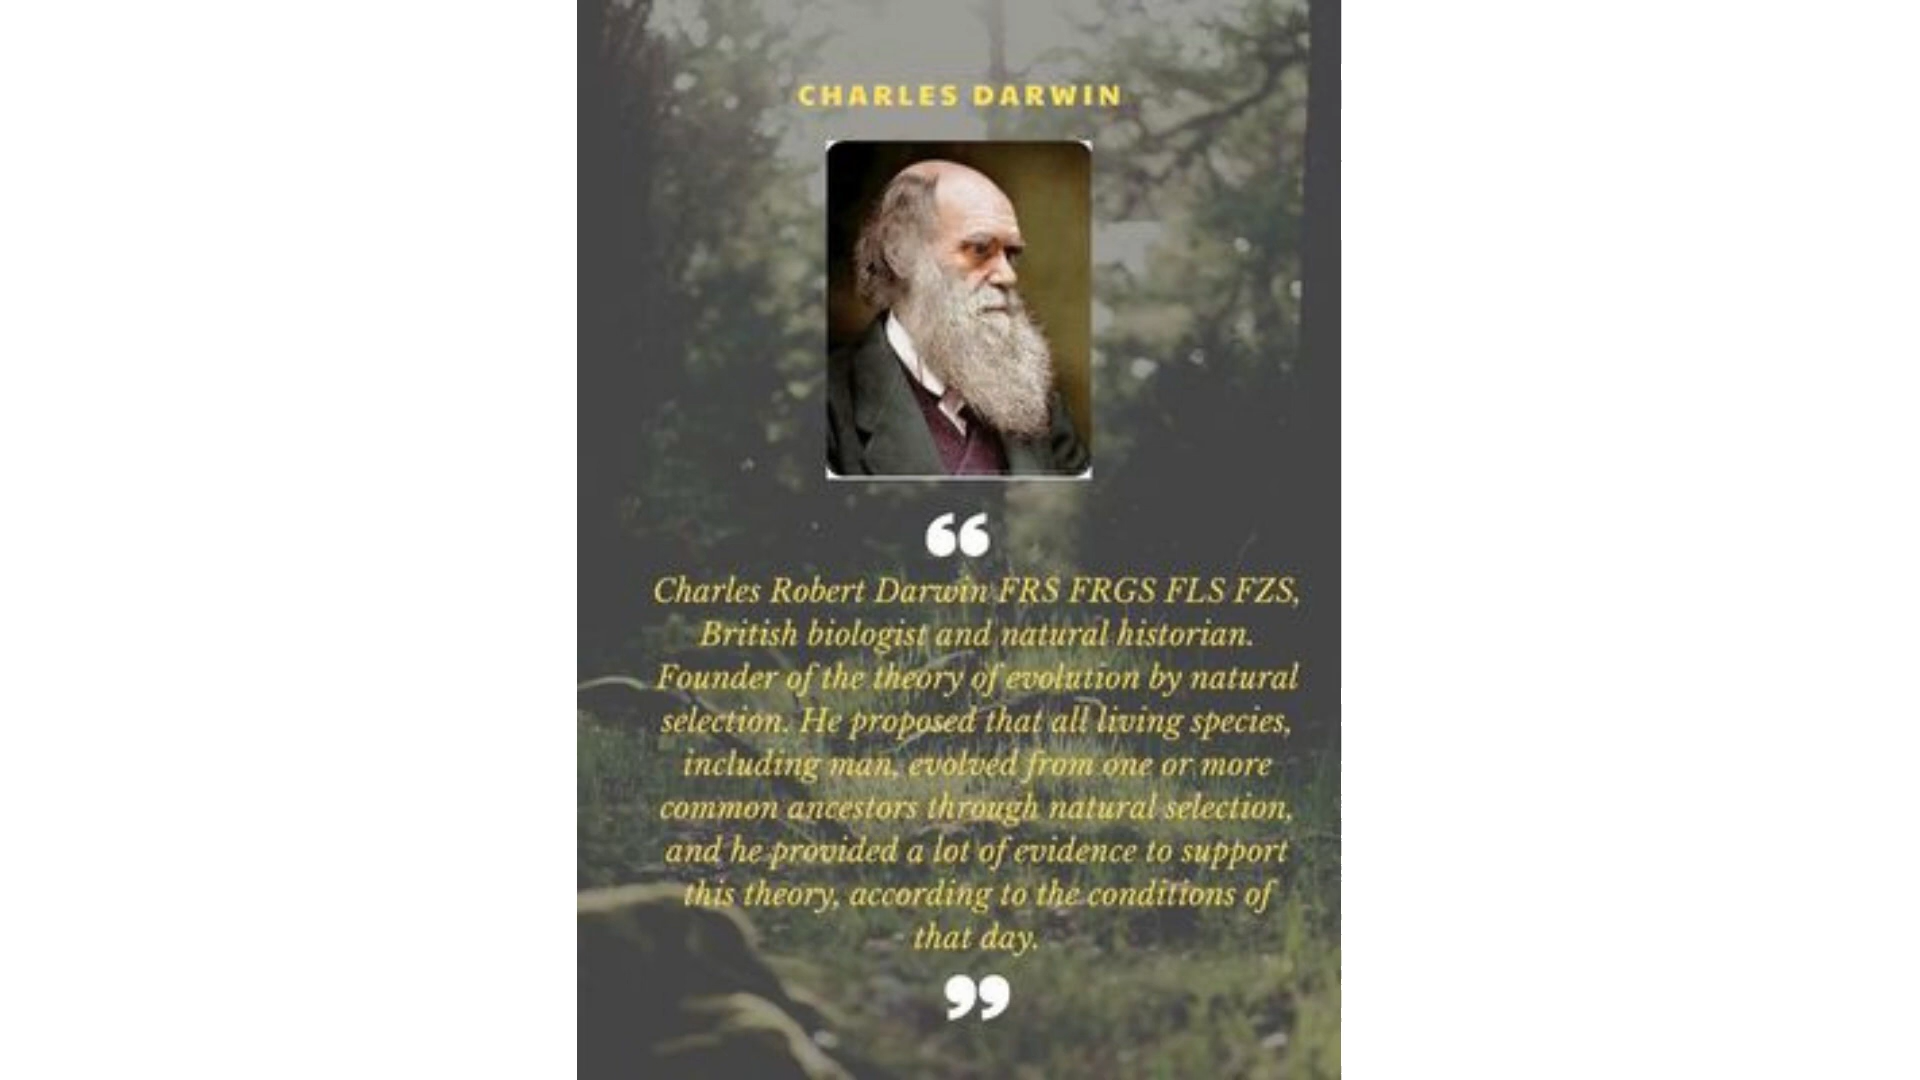 CHARLES DARWIN
“
Charles Robert Darwin FRS FRGS FLS FZS,
British biologist and natural historian.
Founder of the theory of evolution by natural
selection. He proposed that all living species,
including man, evolved from one or more
common ancestors through natural selection,
and he provided a lot of evidence to support
this theory, according to the conditions of
that day.
”